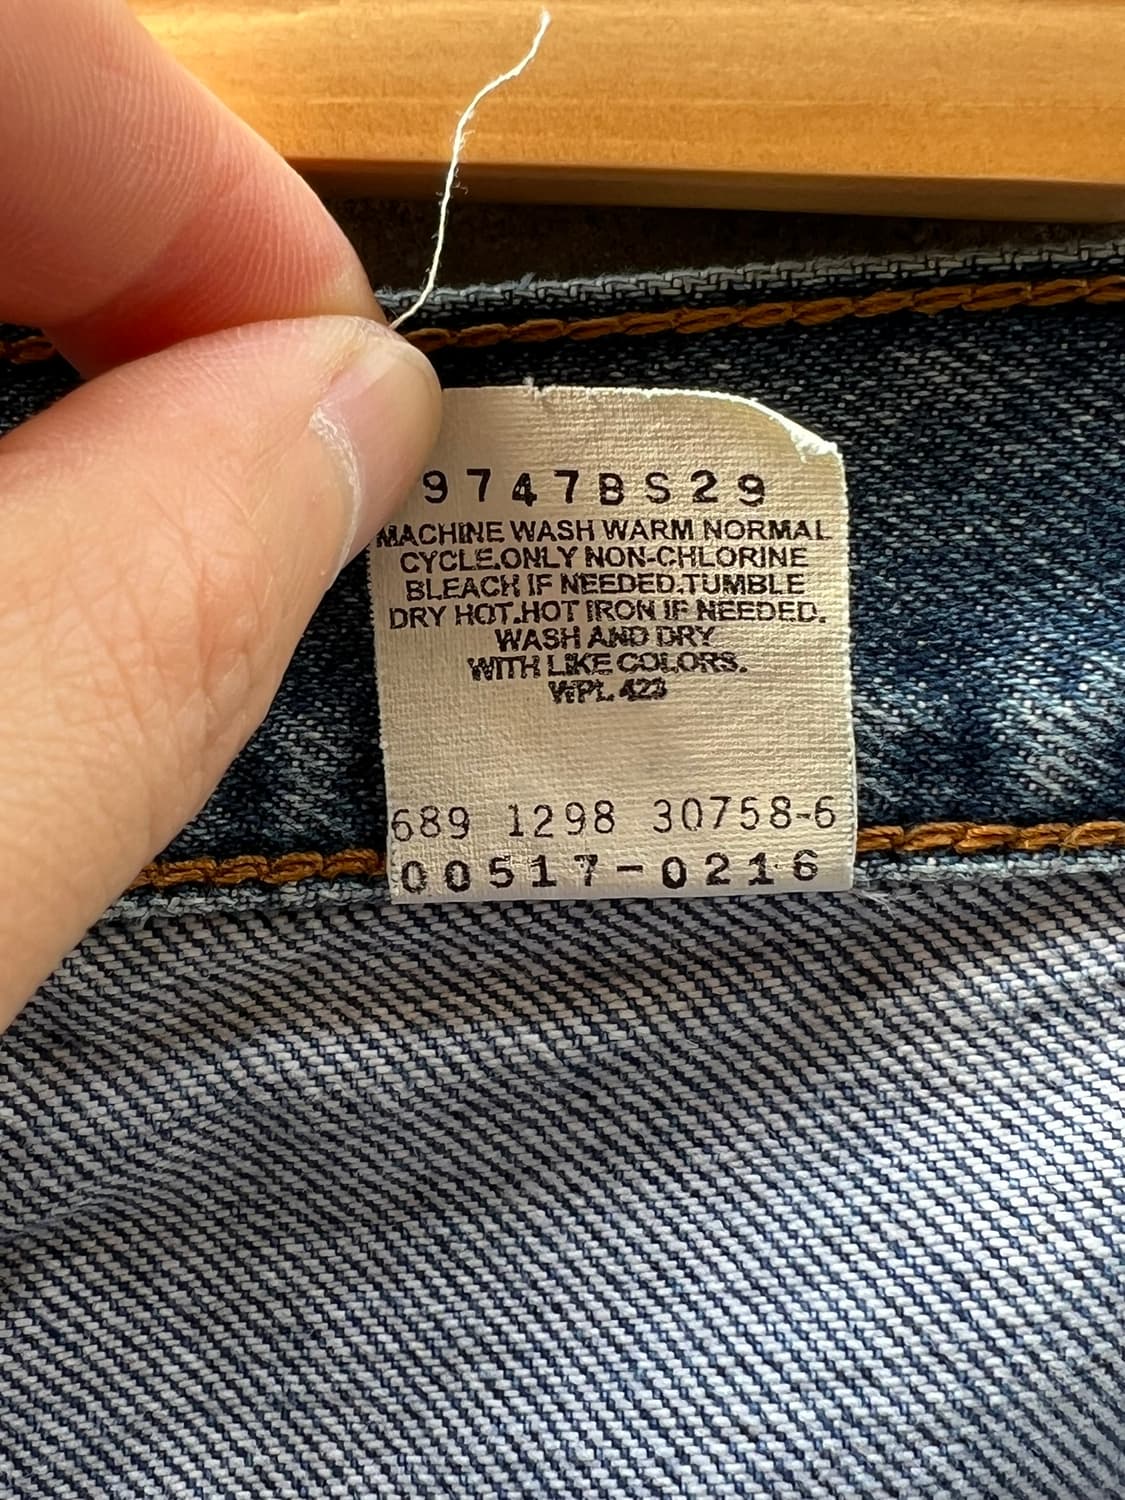 9747BS29
MACHINE WASH WARM NORMAL
CYCLE.ONLY NON-CHLORINE
BLEACH IF NEEDED.TUMBLE
DRY HOT.HOT IRON IF NEEDED.
WASH AND DRY
WITH LIKE COLORS.
WPL 423
689 1298 30758-6
00517-0216